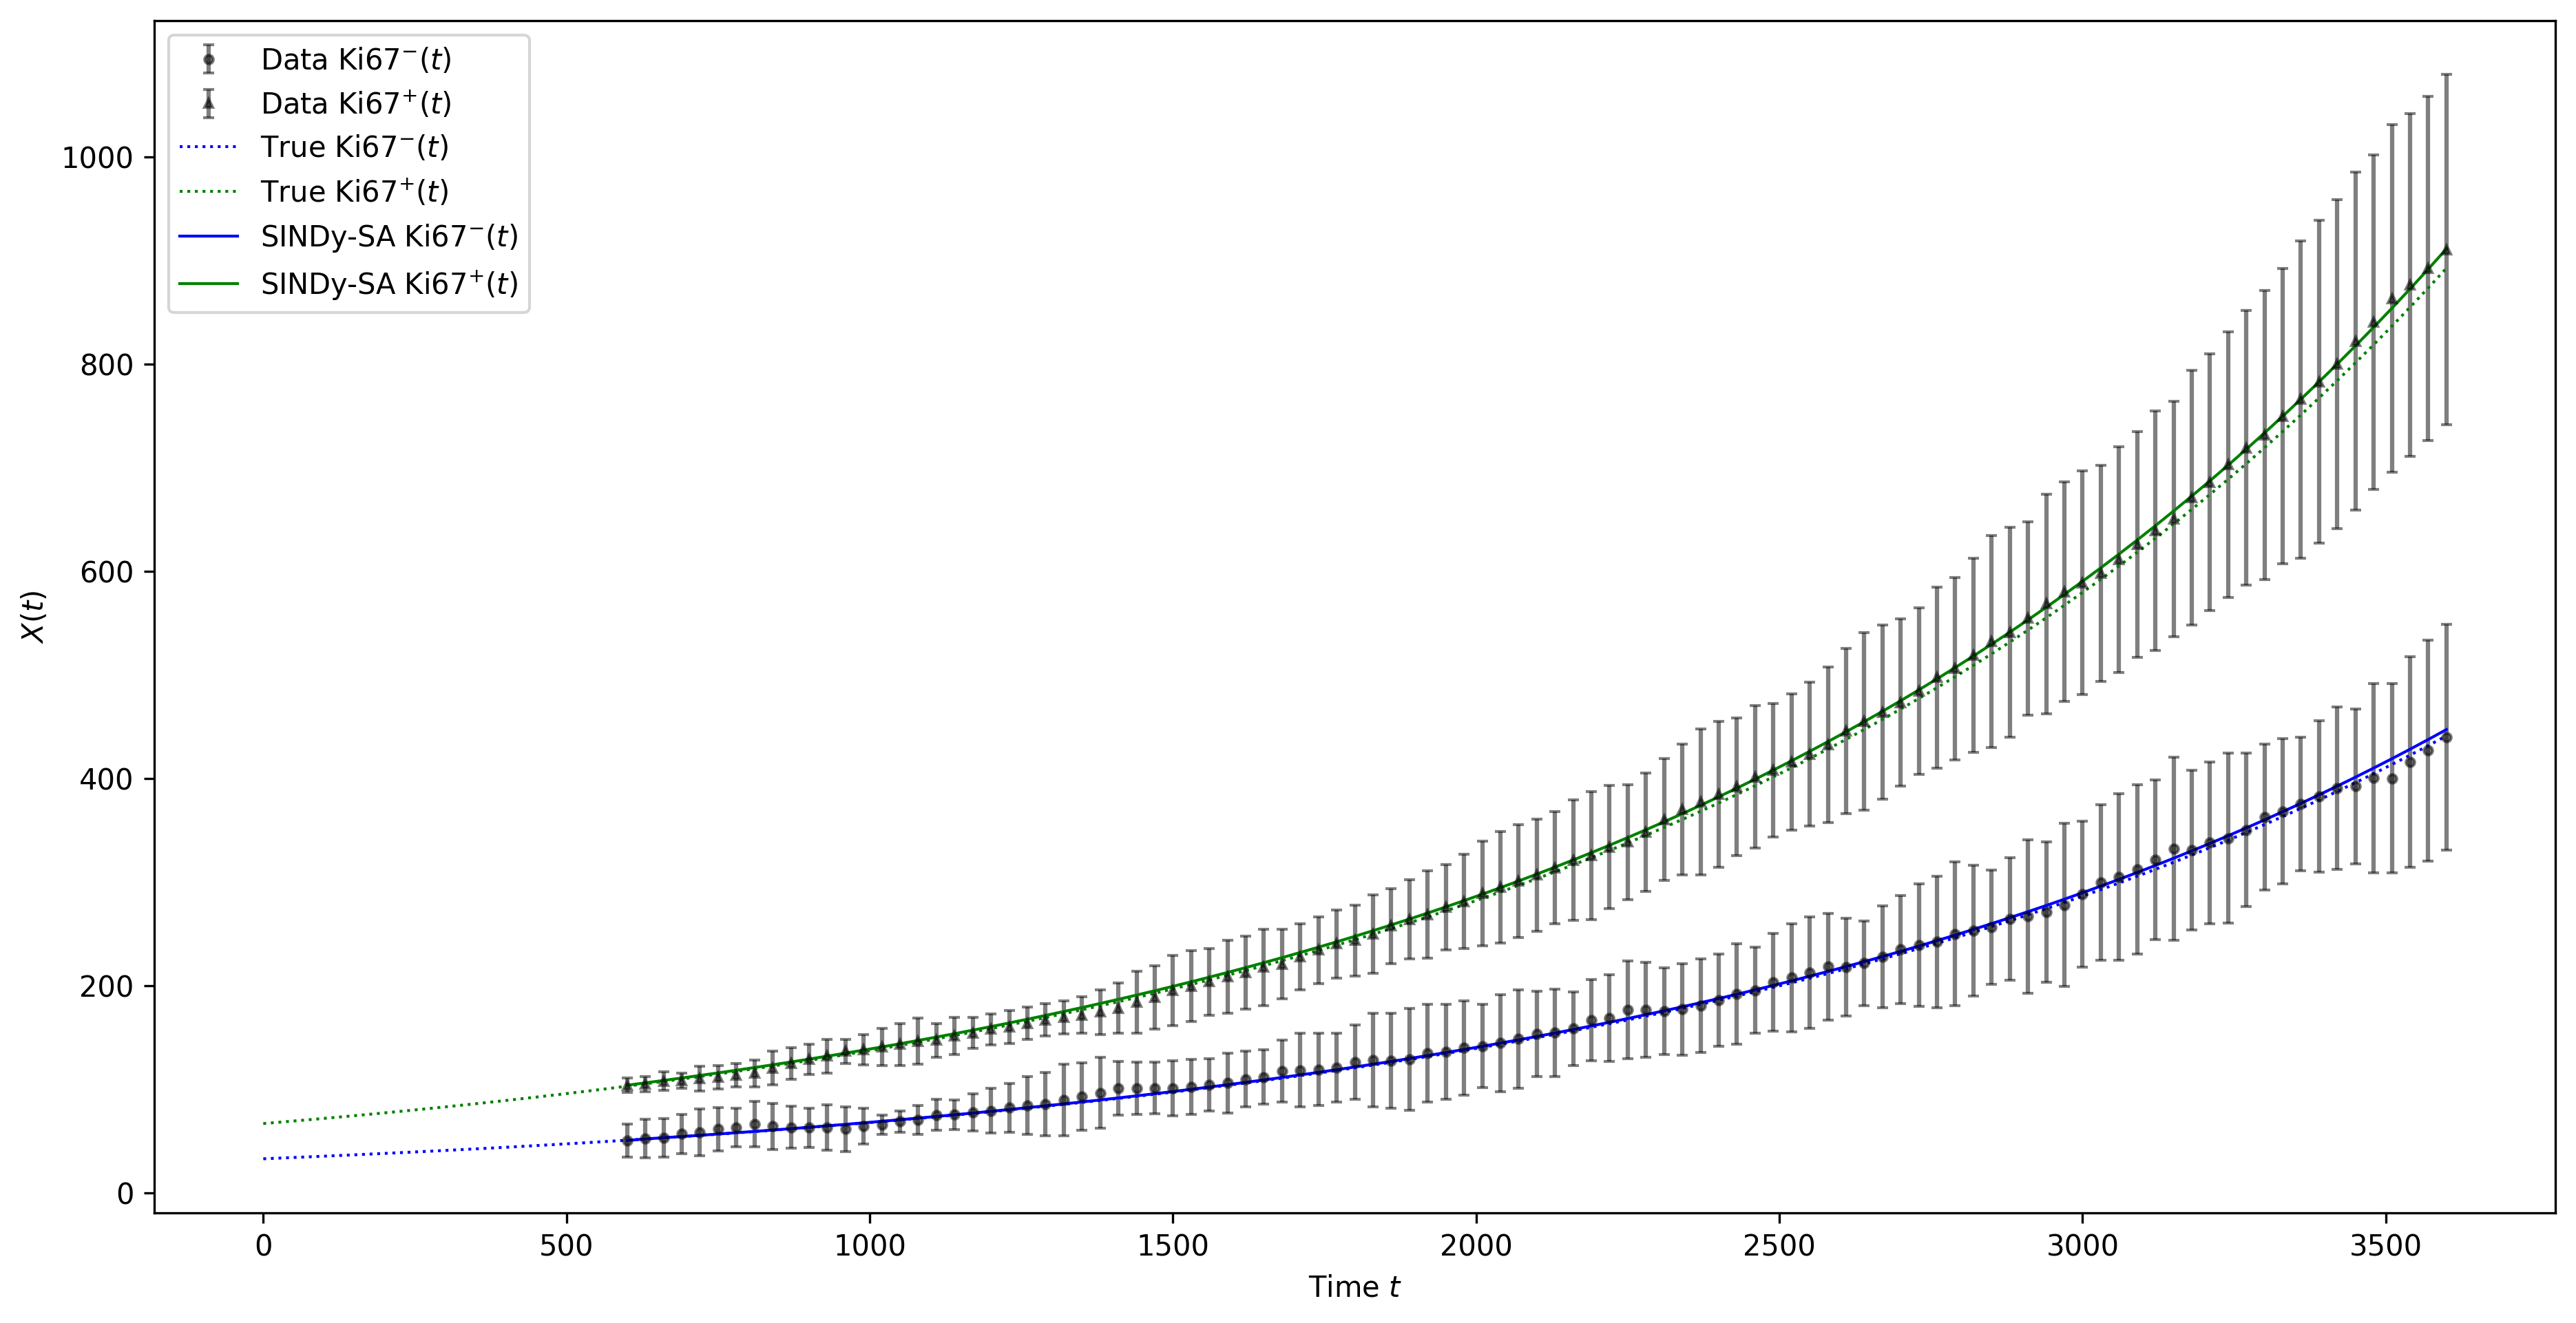 Data Ki67⁻(t)
Data Ki67⁺(t)
True Ki67⁻(t)
True Ki67⁺(t)
SINDy-SA Ki67⁻(t)
SINDy-SA Ki67⁺(t)
X(t)
1000
800
600
400
200
0
0 500 1000 1500 2000 2500 3000 3500
Time t